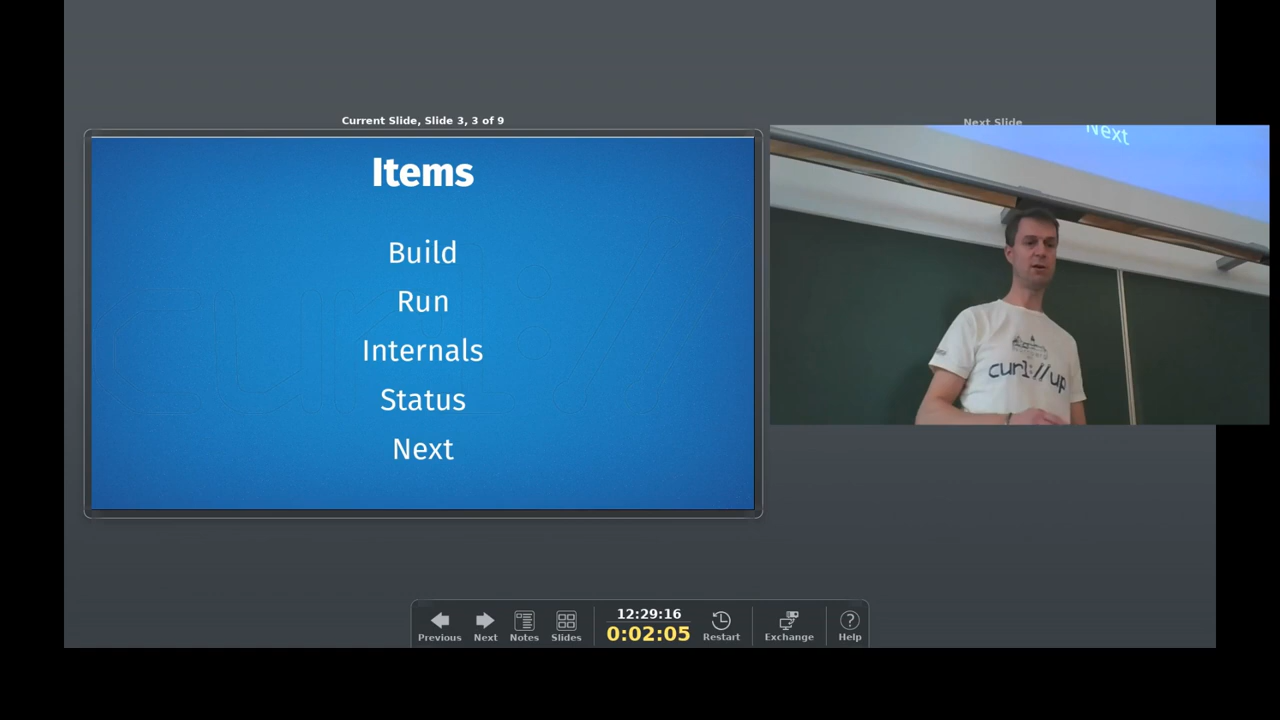 Current Slide, Slide 3, 3 of 9
Items
Build
Run
Internals
Status
Next
Next Slide
Next
curl://up
Previous
Next
Notes
Slides
12:29:16
0:02:05
Restart
Exchange
Help